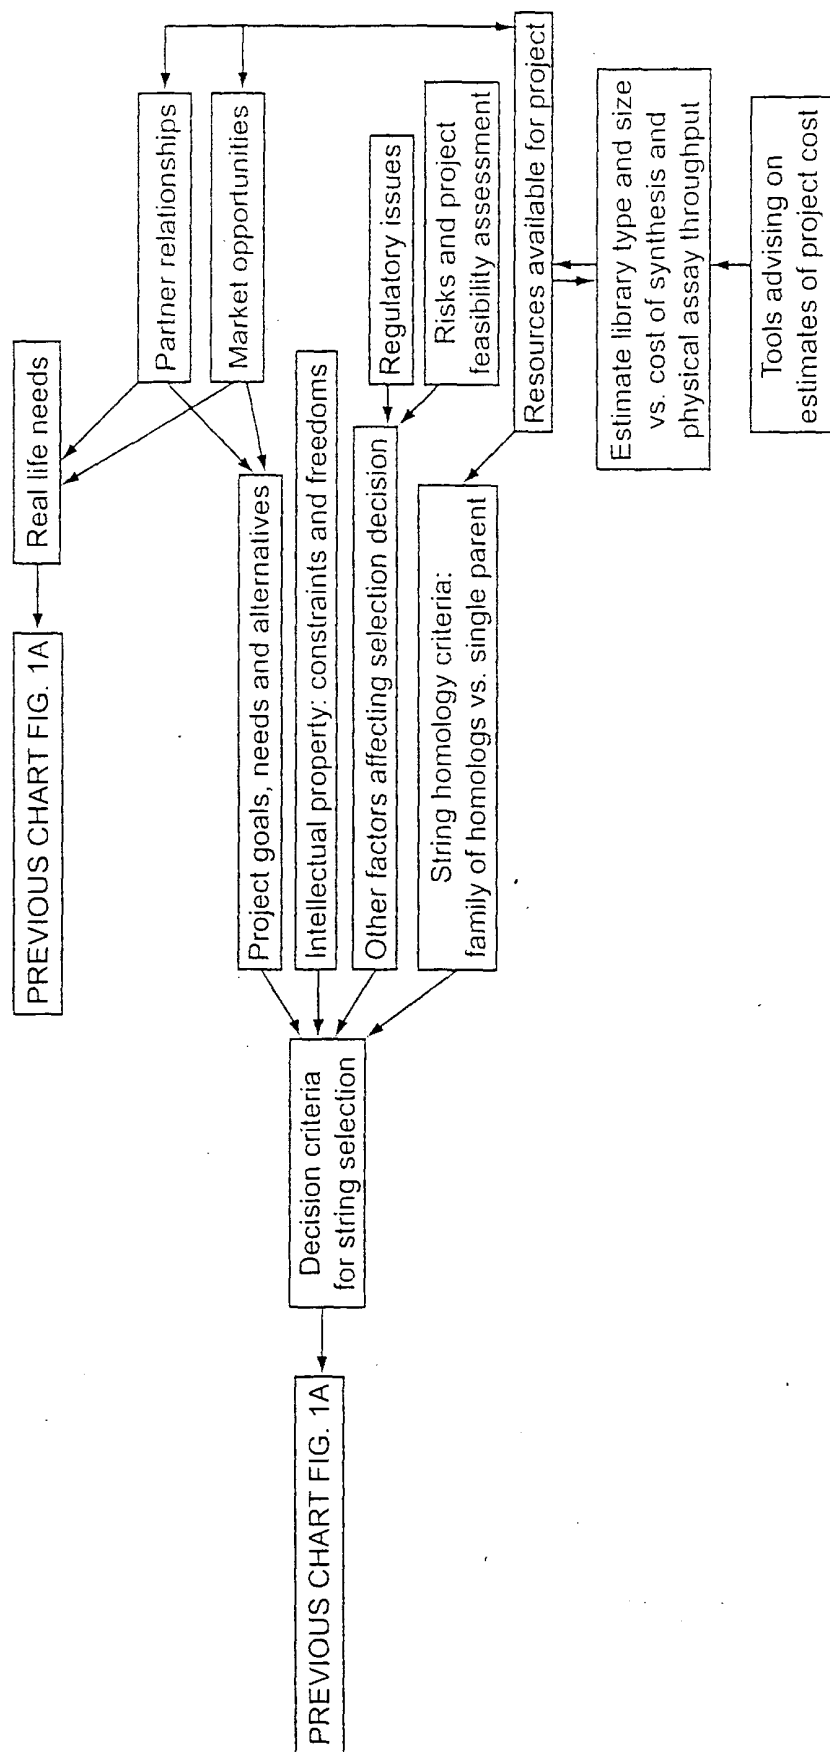 PREVIOUS CHART FIG. 1A
Real life needs
Partner relationships
Market opportunities
Project goals, needs and alternatives
Intellectual property: constraints and freedoms
Regulatory issues
Other factors affecting selection decision
Risks and project
feasibility assessment
String homology criteria:
family of homologs vs. single parent
Resources available for project
Decision criteria
for string selection
PREVIOUS CHART FIG. 1A
Estimate library type and size
vs. cost of synthesis and
physical assay throughput
Tools advising on
estimates of project cost